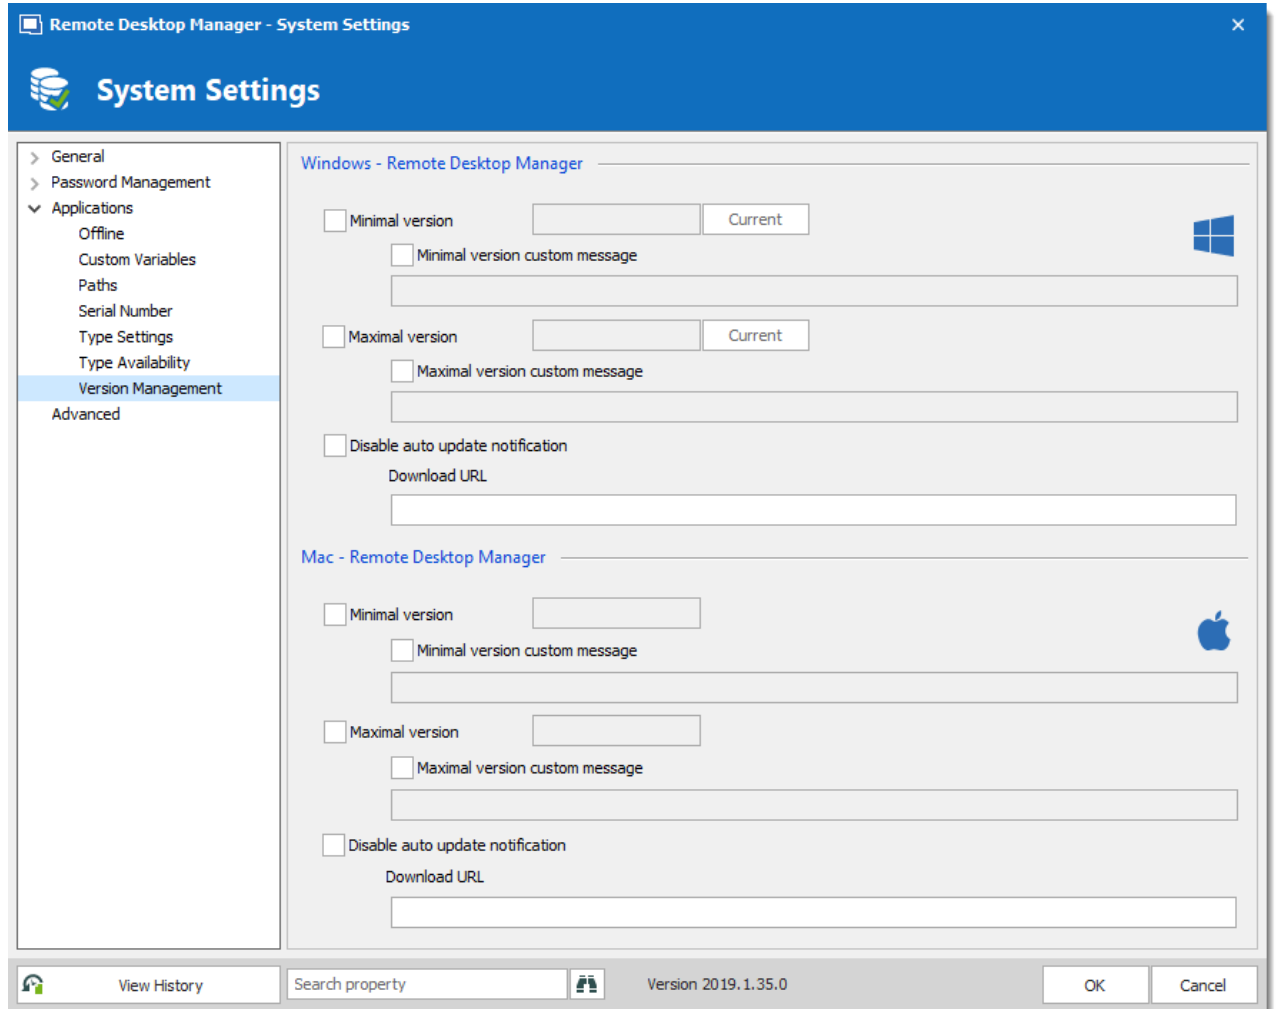 Remote Desktop Manager - System Settings
System Settings
General
Password Management
Applications
Offline
Custom Variables
Paths
Serial Number
Type Settings
Type Availability
Version Management
Advanced
Windows - Remote Desktop Manager
Minimal version
Current
Minimal version custom message
Maximal version
Current
Maximal version custom message
Disable auto update notification
Download URL
Mac - Remote Desktop Manager
Minimal version
Minimal version custom message
Maximal version
Maximal version custom message
Disable auto update notification
Download URL
View History
Search property
Version 2019.1.35.0
OK
Cancel